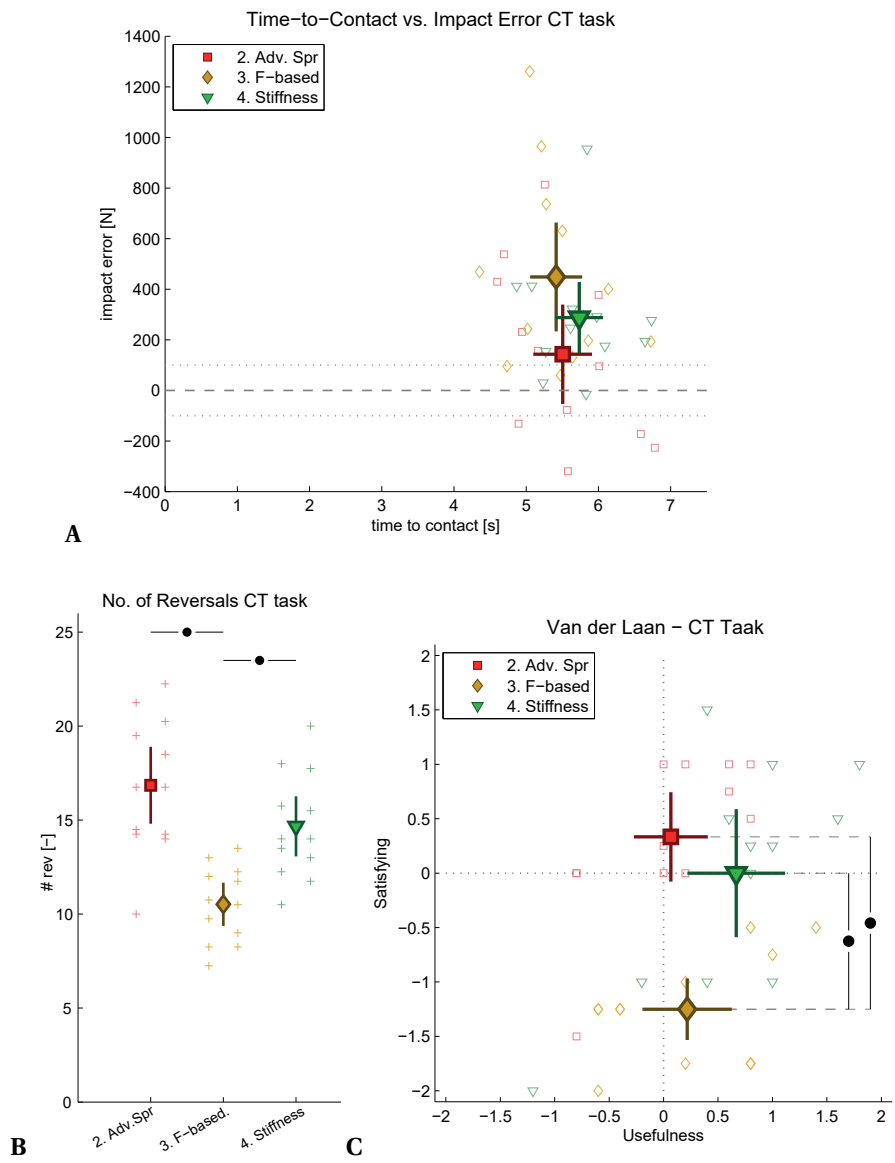 Time−to−Contact vs. Impact Error CT task
1400
1200
1000
800
600
400
200
0
−200
−400
impact error [N]
2. Adv. Spr
3. F−based
4. Stiffness
0 1 2 3 4 5 6 7
time to contact [s]
A
No. of Reversals CT task
25
20
15
10
5
0
# rev [−]
2. Adv.Spr
3. F−based.
4. Stiffness
B
Van der Laan − CT Taak
2
1.5
1
0.5
0
−0.5
−1
−1.5
−2
Satisfying
2. Adv. Spr
3. F−based
4. Stiffness
−2 −1.5 −1 −0.5 0 0.5 1 1.5 2
Usefulness
C